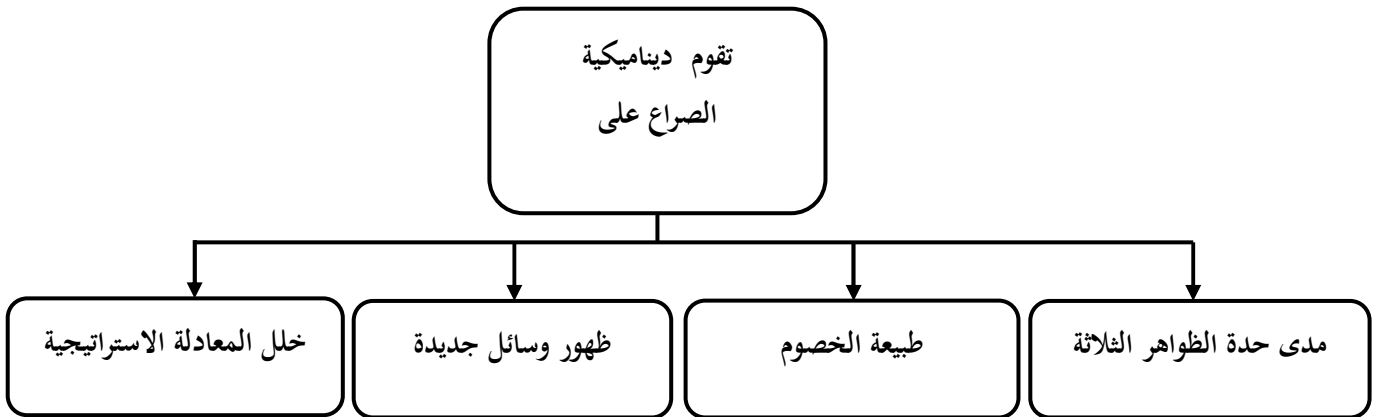 تقوم ديناميكية
الصراع على
مدى حدة الظواهر الثلاثة
طبيعة الخصوم
ظهور وسائل جديدة
خلل المعادلة الاستراتيجية